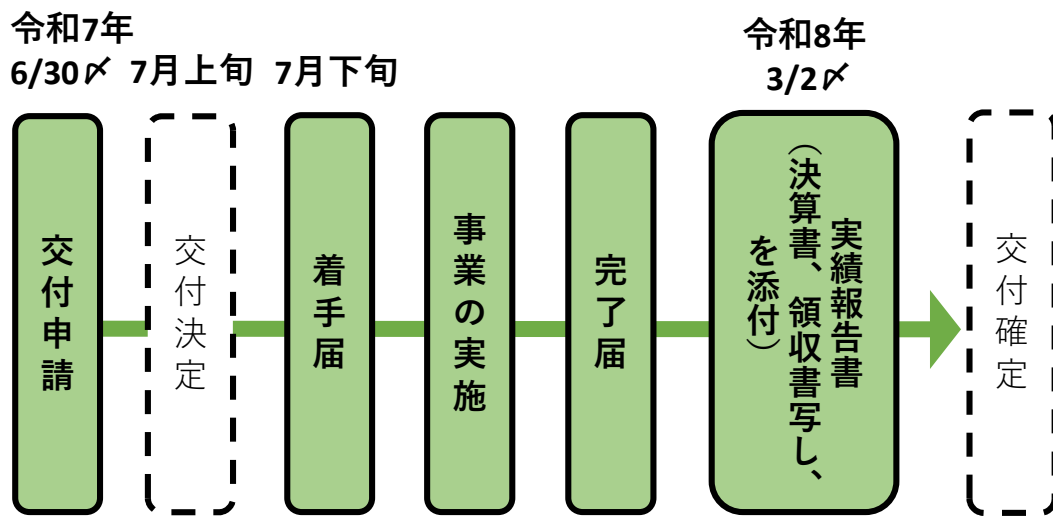 令和7年
6/30〆
7月上旬
7月下旬
令和8年
3/2〆
交付申請
交付決定
着手届
事業の実施
完了届
実績報告書
（決算書、領収書写し、
を添付）
交付確定